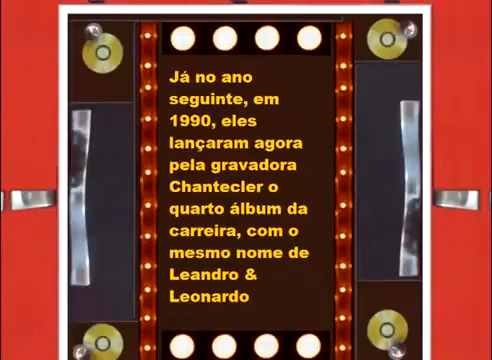 Já no ano
seguinte, em
1990, eles
lançaram agora
pela gravadora
Chantecler o
quarto álbum da
carreira, com o
mesmo nome de
Leandro &
Leonardo